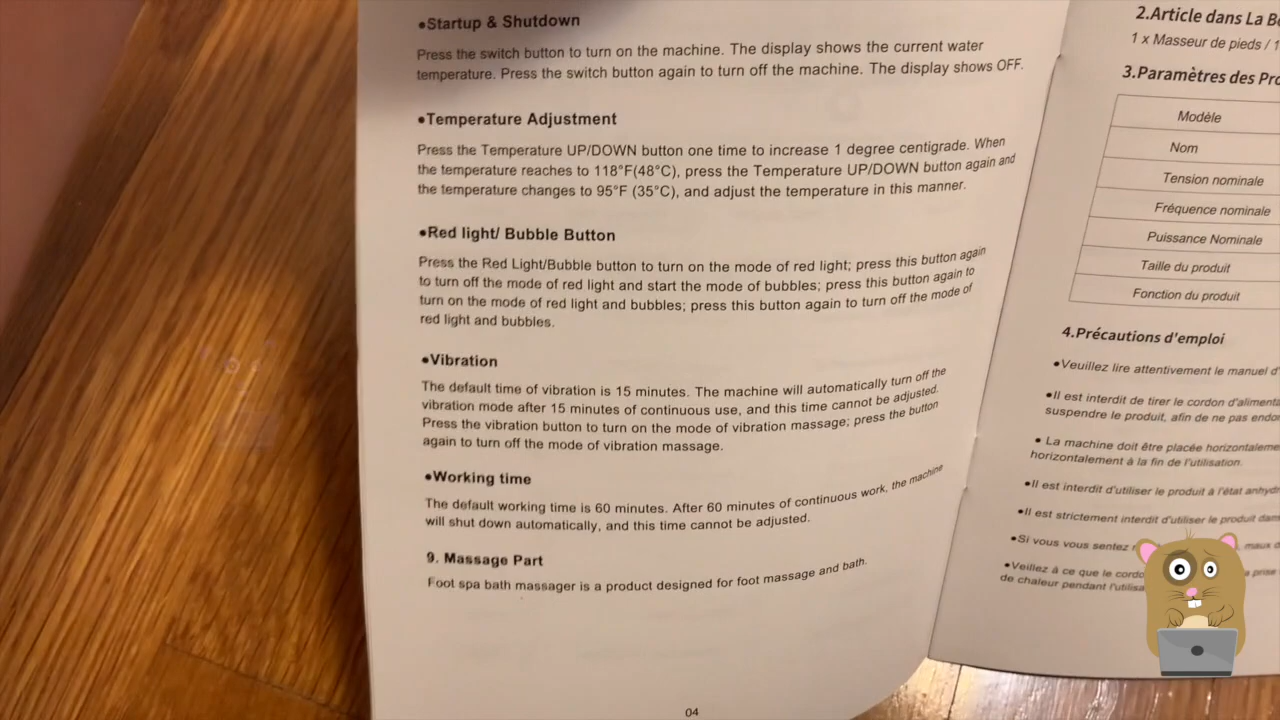 ●Startup & Shutdown
Press the switch button to turn on the machine. The display shows the current water
temperature. Press the switch button again to turn off the machine. The display shows OFF.
●Temperature Adjustment
Press the Temperature UP/DOWN button one time to increase 1 degree centigrade. When
the temperature reaches to 118°F(48°C), press the Temperature UP/DOWN button again and
the temperature changes to 95°F (35°C), and adjust the temperature in this manner.
●Red light/ Bubble Button
Press the Red Light/Bubble button to turn on the mode of red light; press this button again
to turn off the mode of red light and start the mode of bubbles; press this button again to
turn on the mode of red light and bubbles; press this button again to turn off the mode of
red light and bubbles.
●Vibration
The default time of vibration is 15 minutes. The machine will automatically turn off the
vibration mode after 15 minutes of continuous use, and this time cannot be adjusted.
Press the vibration button to turn on the mode of vibration massage; press the button
again to turn off the mode of vibration massage.
●Working time
The default working time is 60 minutes. After 60 minutes of continuous work, the machine
will shut down automatically, and this time cannot be adjusted.
9. Massage Part
Foot spa bath massager is a product designed for foot massage and bath.
04
2.Article dans La
1 x Masseur de pieds /
3.Paramètres des
Modèle
Nom
Tension nominale
Fréquence nominale
Puissance Nominale
Taille du produit
Fonction du produit
4.Précautions d'emploi
●Veuillez lire attentivement le manuel
●Il est interdit de tirer le cordon
suspendre le produit, afin de ne pas
● La machine doit être placée
horizontalement à la fin de l'utilisation.
●Il est interdit d'utiliser le produit à l'état
●Il est strictement interdit d'utiliser le produit
●Si vous vous sentez maux
●Veillez à ce que le prise
de chaleur pendant